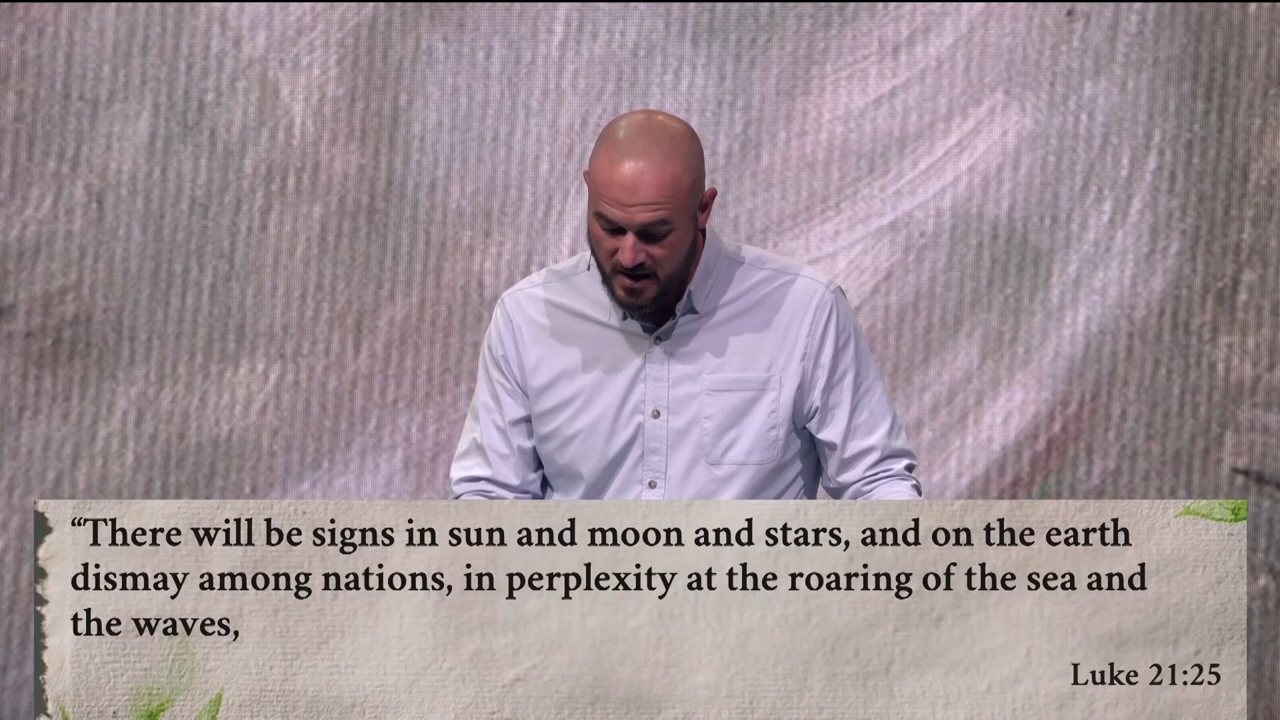 “There will be signs in sun and moon and stars, and on the earth
dismay among nations, in perplexity at the roaring of the sea and
the waves,
Luke 21:25